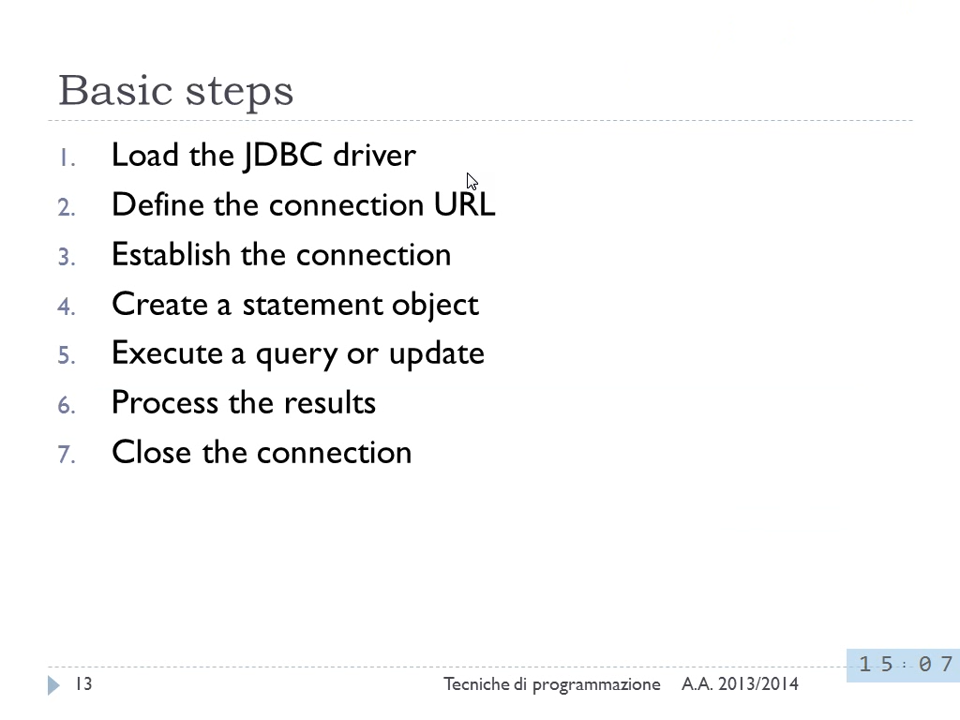 Basic steps
1. Load the JDBC driver
2. Define the connection URL
3. Establish the connection
4. Create a statement object
5. Execute a query or update
6. Process the results
7. Close the connection
15:07
13 Tecniche di programmazione A.A. 2013/2014